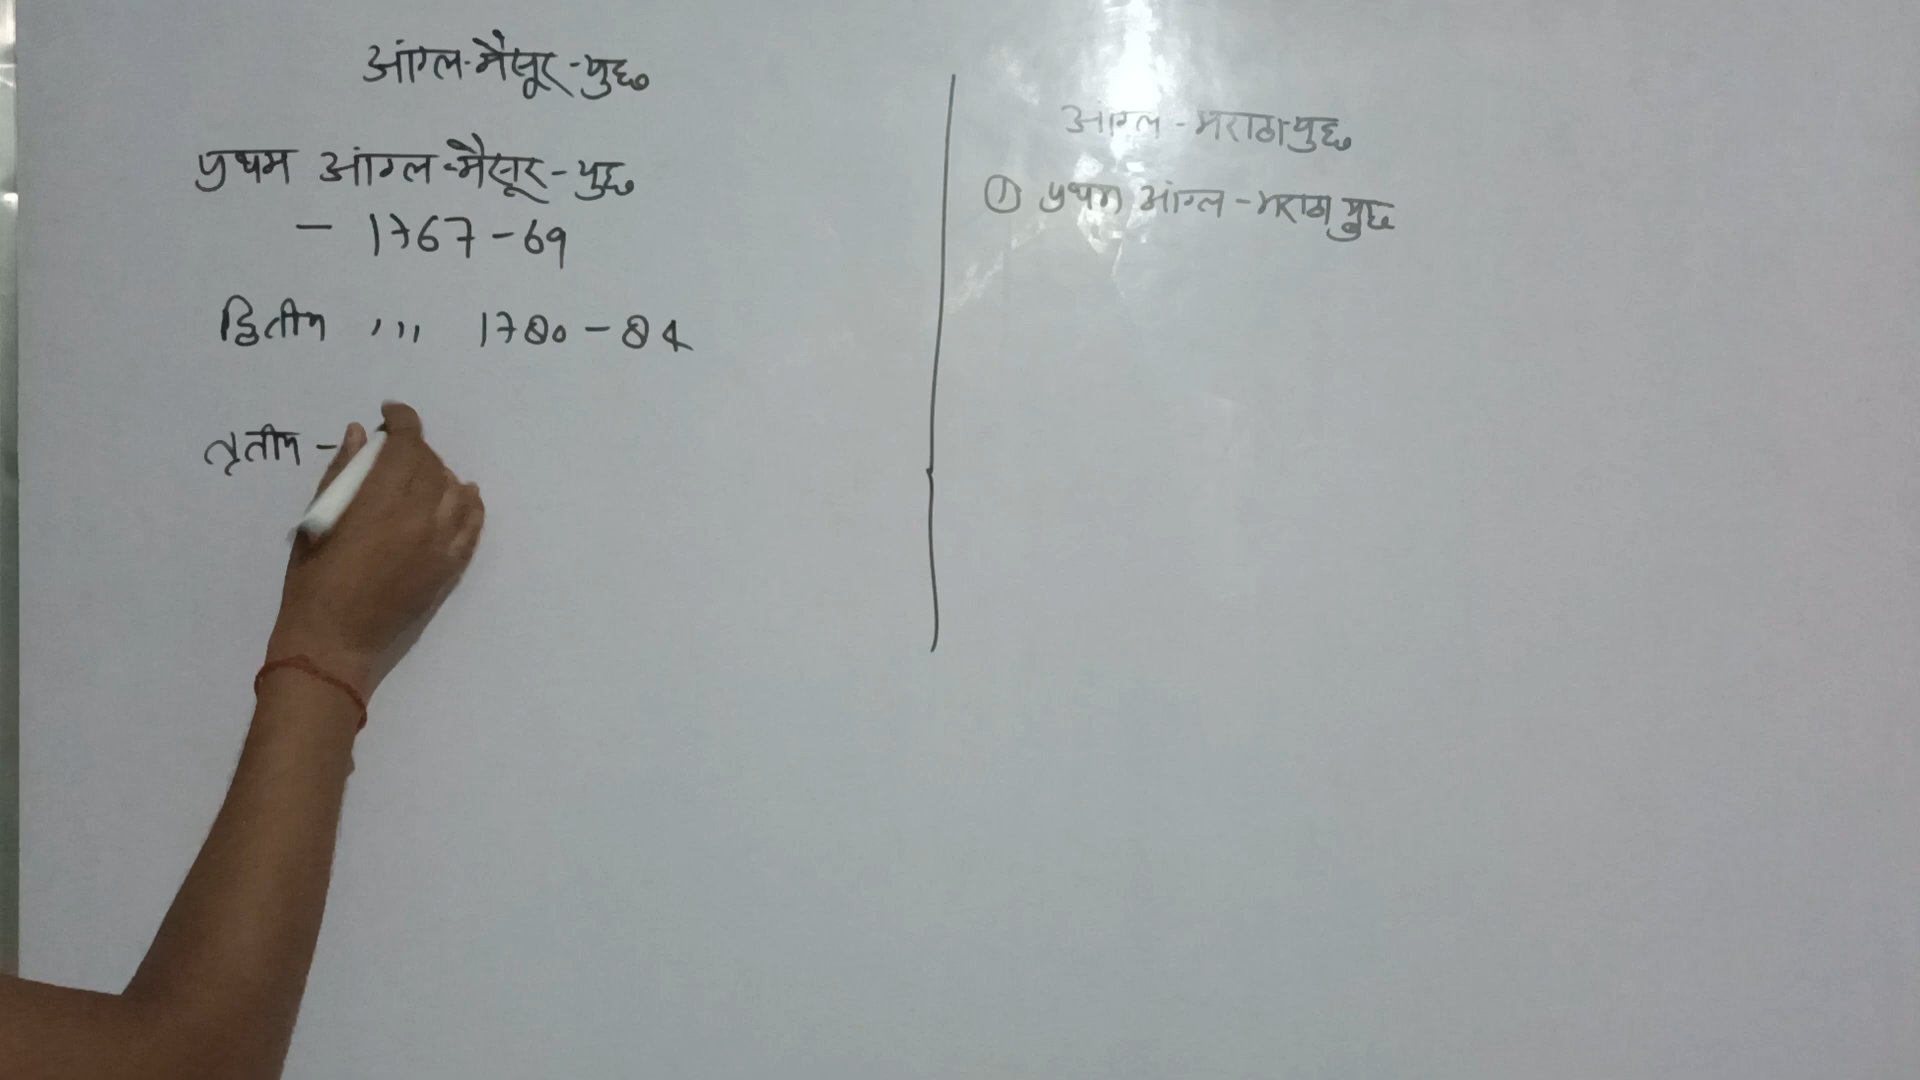 आंग्ल-मैसूर-युद्ध
प्रथम आंग्ल-मैसूर-युद्ध
- 1767-69
द्वितीय ,,, 1780-84
तृतीय -
आंग्ल-मराठा-युद्ध
① प्रथम आंग्ल-मराठा युद्ध